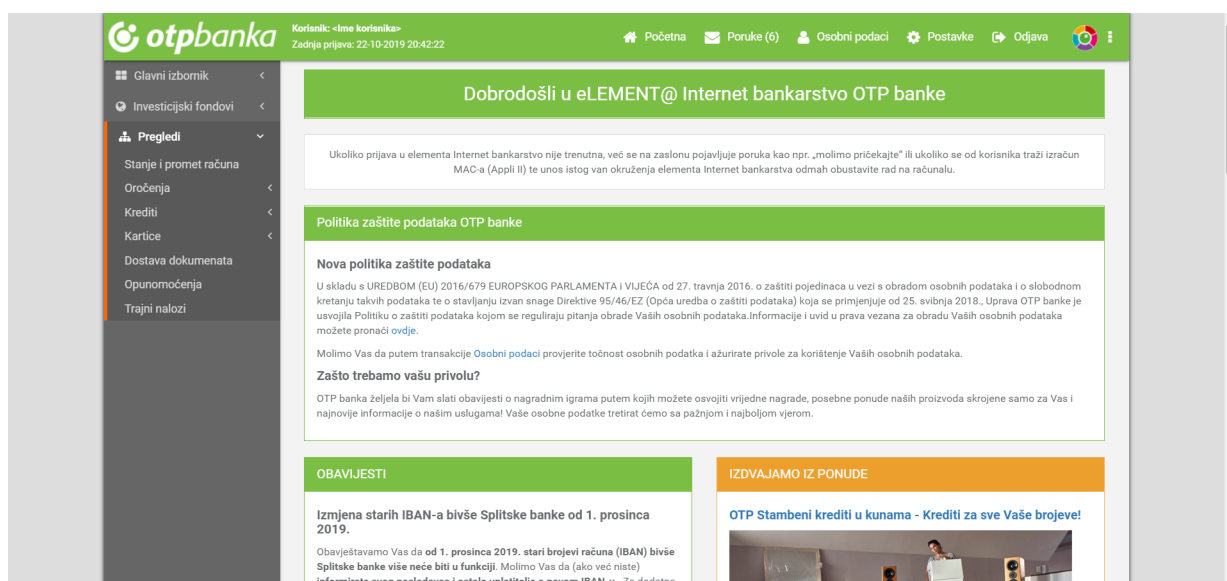 otpbanka
Korisnik: <Ime korisnika>
Zadnja prijava: 22-10-2019 20:42:22
Početna
Poruke (6)
Osobni podaci
Postavke
Odjava
Glavni izbornik
Investicijski fondovi
Pregledi
Stanje i promet računa
Oročenja
Krediti
Kartice
Dostava dokumenata
Opunomoćenja
Trajni nalozi
Dobrodošli u eLEMENT@ Internet bankarstvo OTP banke
Ukoliko prijava u elementa Internet bankarstvo nije trenutna, već se na zaslonu pojavljuje poruka kao npr. „molimo pričekajte“ ili ukoliko se od korisnika traži izračun
MAC-a (Appli II) te unos istog van okruženja elementa Internet bankarstva odmah obustavite rad na računalu.
Politika zaštite podataka OTP banke
Nova politika zaštite podataka
U skladu s UREDBOM (EU) 2016/679 EUROPSKOG PARLAMENTA i VIJEĆA od 27. travnja 2016. o zaštiti pojedinaca u vezi s obradom osobnih podataka i o slobodnom
kretanju takvih podataka te o stavljanju izvan snage Direktive 95/46/EZ (Opća uredba o zaštiti podataka) koja se primjenjuje od 25. svibnja 2018., Uprava OTP banke je
usvojila Politiku o zaštiti podataka kojom se reguliraju pitanja obrade Vaših osobnih podataka.Informacije i uvid u prava vezana za obradu Vaših osobnih podataka
možete pronaći ovdje.
Molimo Vas da putem transakcije Osobni podaci provjerite točnost osobnih podatka i ažurirate privole za korištenje Vaših osobnih podataka.
Zašto trebamo vašu privolu?
OTP banka željela bi Vam slati obavijesti o nagradnim igrama putem kojih možete osvojiti vrijedne nagrade, posebne ponude naših proizvoda skrojene samo za Vas i
najnovije informacije o našim uslugama! Vaše osobne podatke tretirat ćemo sa pažnjom i najboljom vjerom.
OBAVIJESTI
Izmjena starih IBAN-a bivše Splitske banke od 1. prosinca
2019.
Obavještavamo Vas da od 1. prosinca 2019. stari brojevi računa (IBAN) bivše
Splitske banke više neće biti u funkciji. Molimo Vas da (ako već niste)
informirate svog poslodavca i ostale uplatitelje o novom IBAN-u. Za dodatne
IZDVAJAMO IZ PONUDE
OTP Stambeni krediti u kunama - Krediti za sve Vaše brojeve!